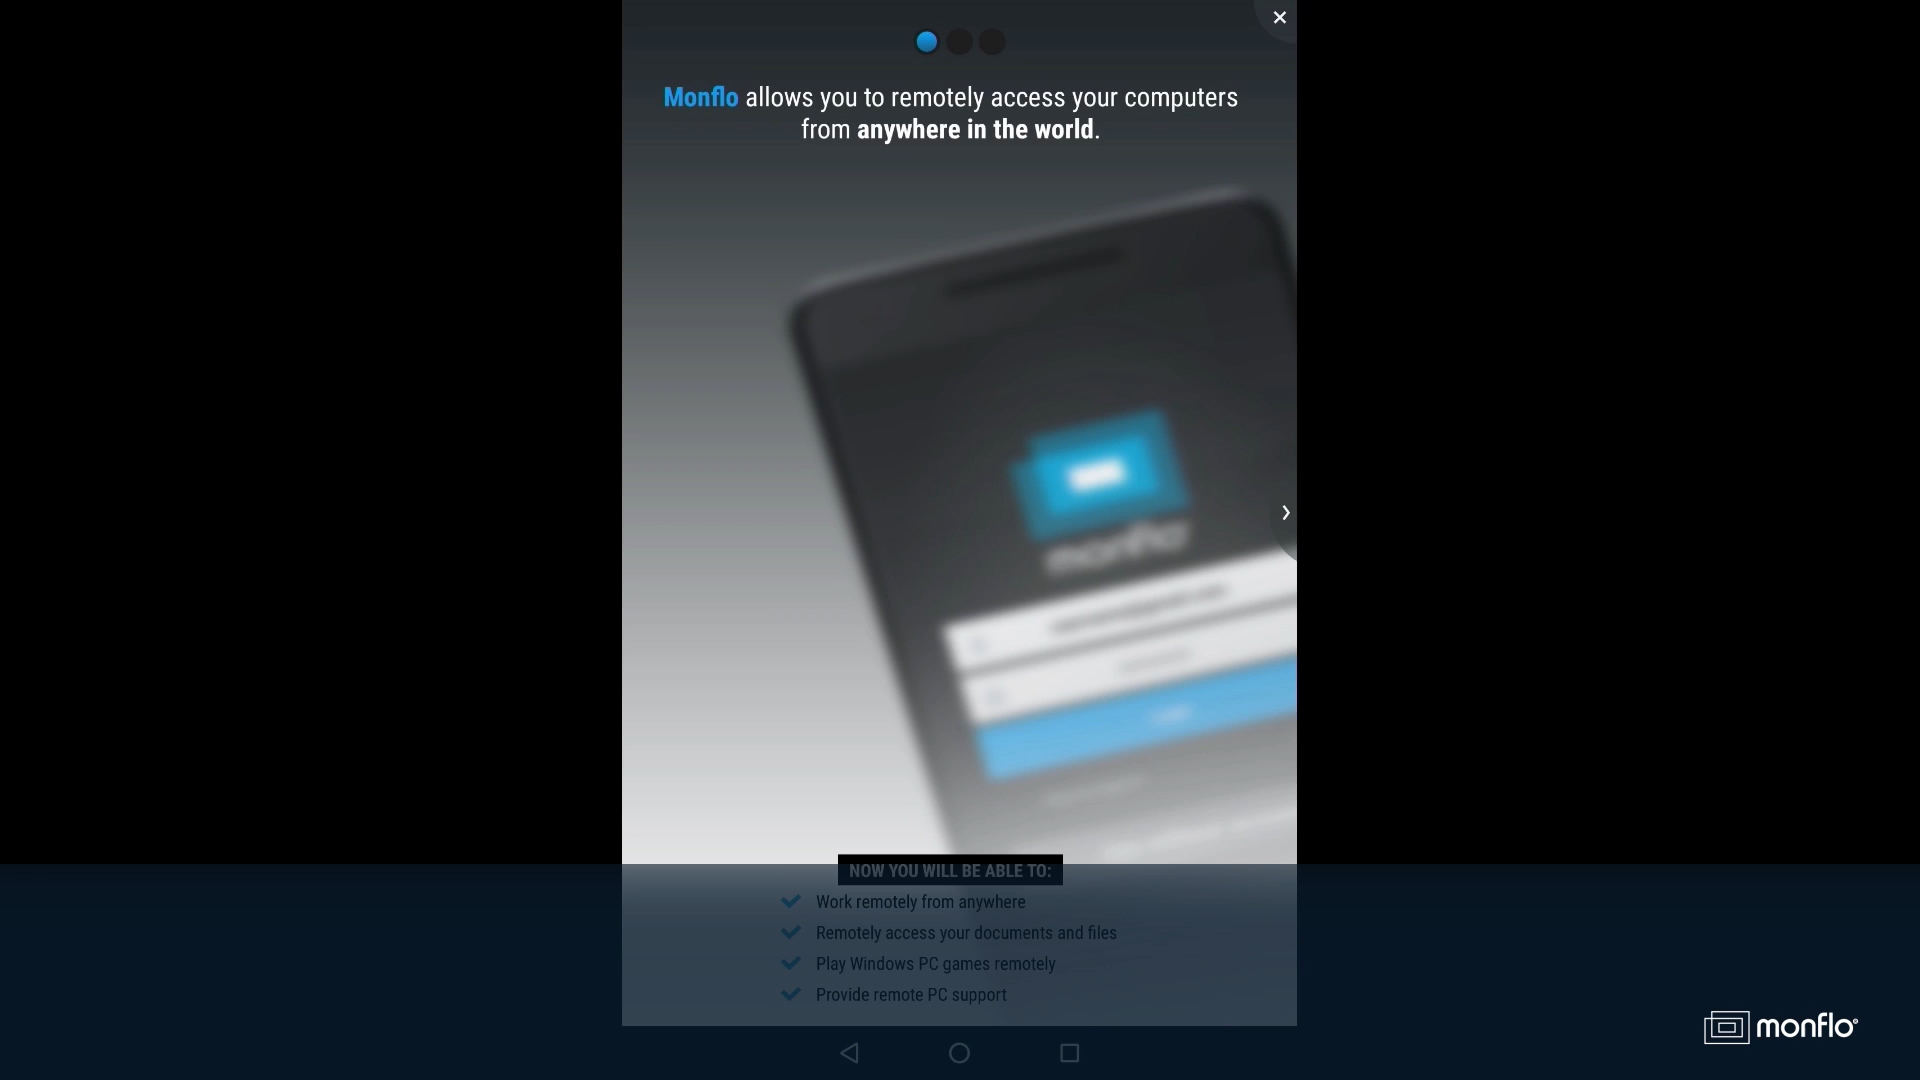 Monflo allows you to remotely access your computers
from anywhere in the world.
monflo
NOW YOU WILL BE ABLE TO:
Work remotely from anywhere
Remotely access your documents and files
Play Windows PC games remotely
Provide remote PC support
monflo